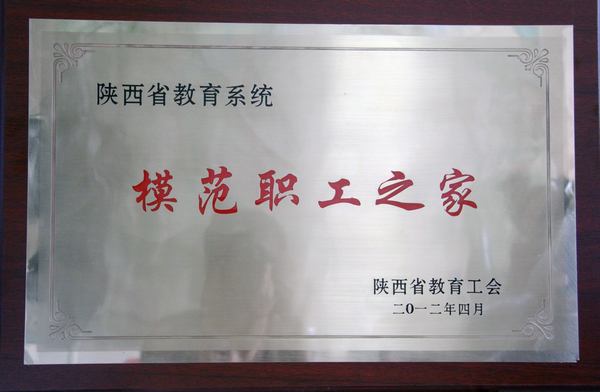 陕西省教育系统
模范职工之家
陕西省教育工会
二0一二年四月